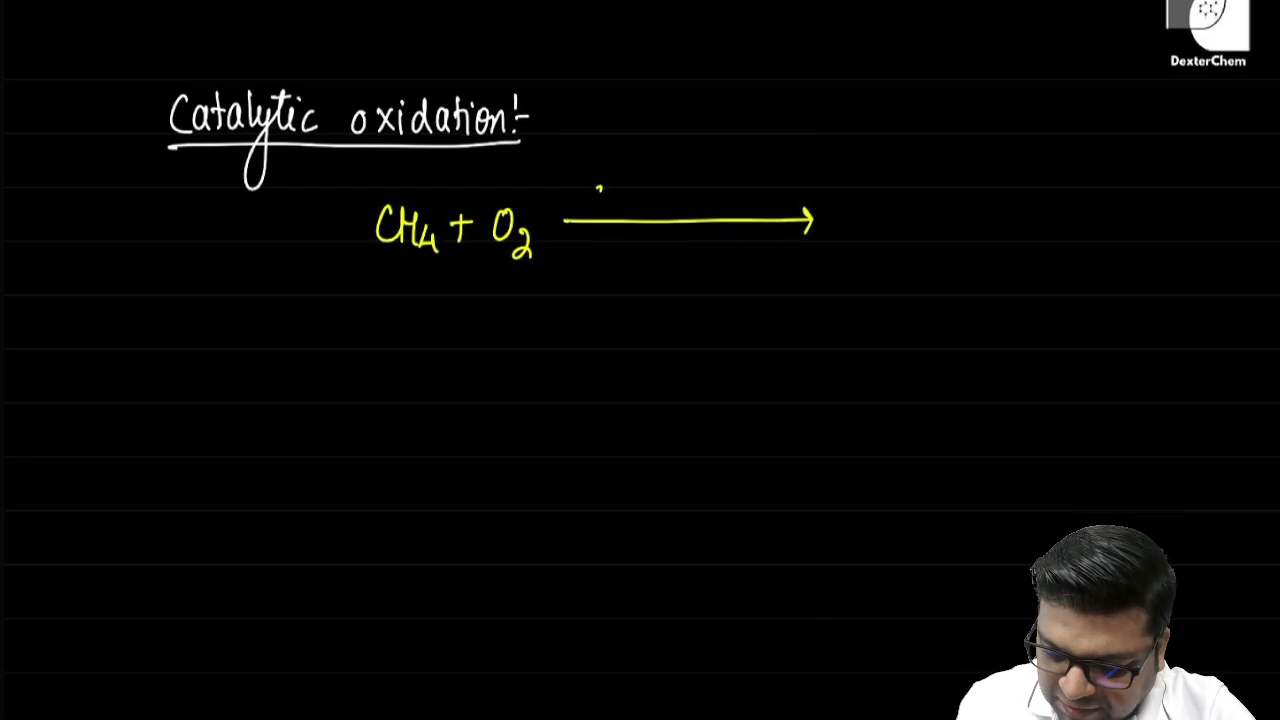 DexterChem
Catalytic oxidation:-
CH4 + O2 ⟶